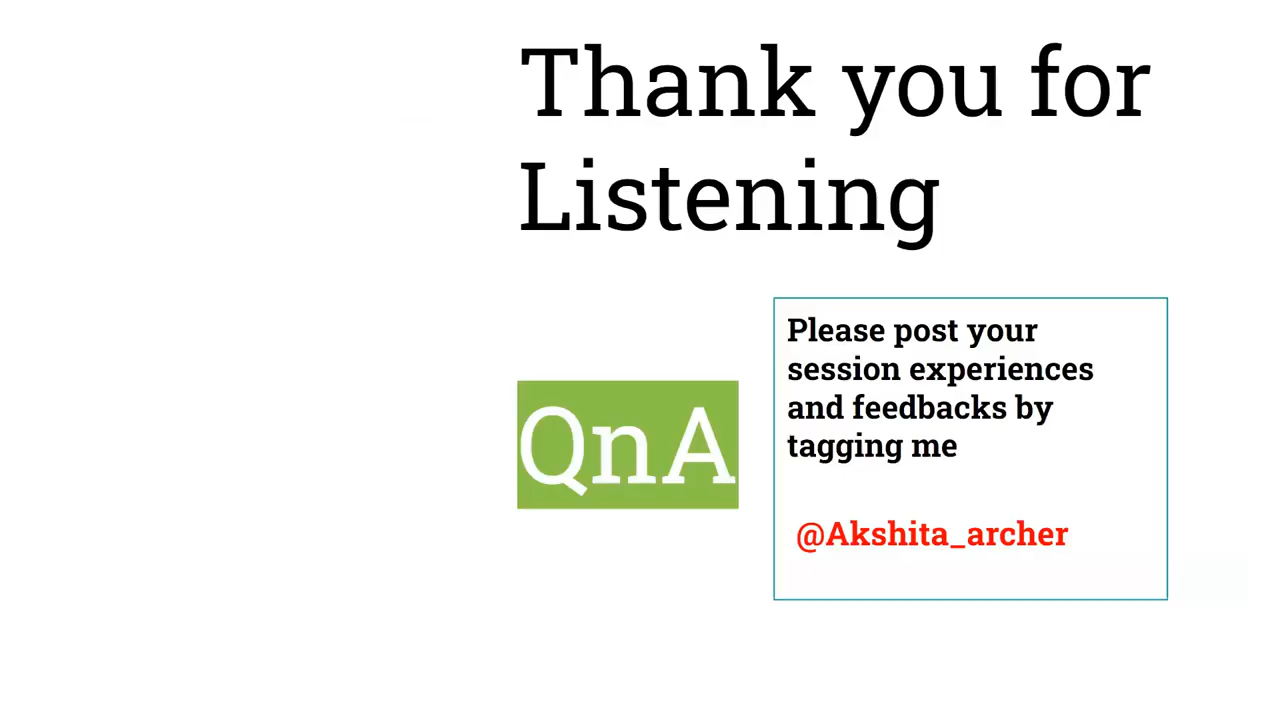 Thank you for
Listening
QnA
Please post your
session experiences
and feedbacks by
tagging me
@Akshita_archer